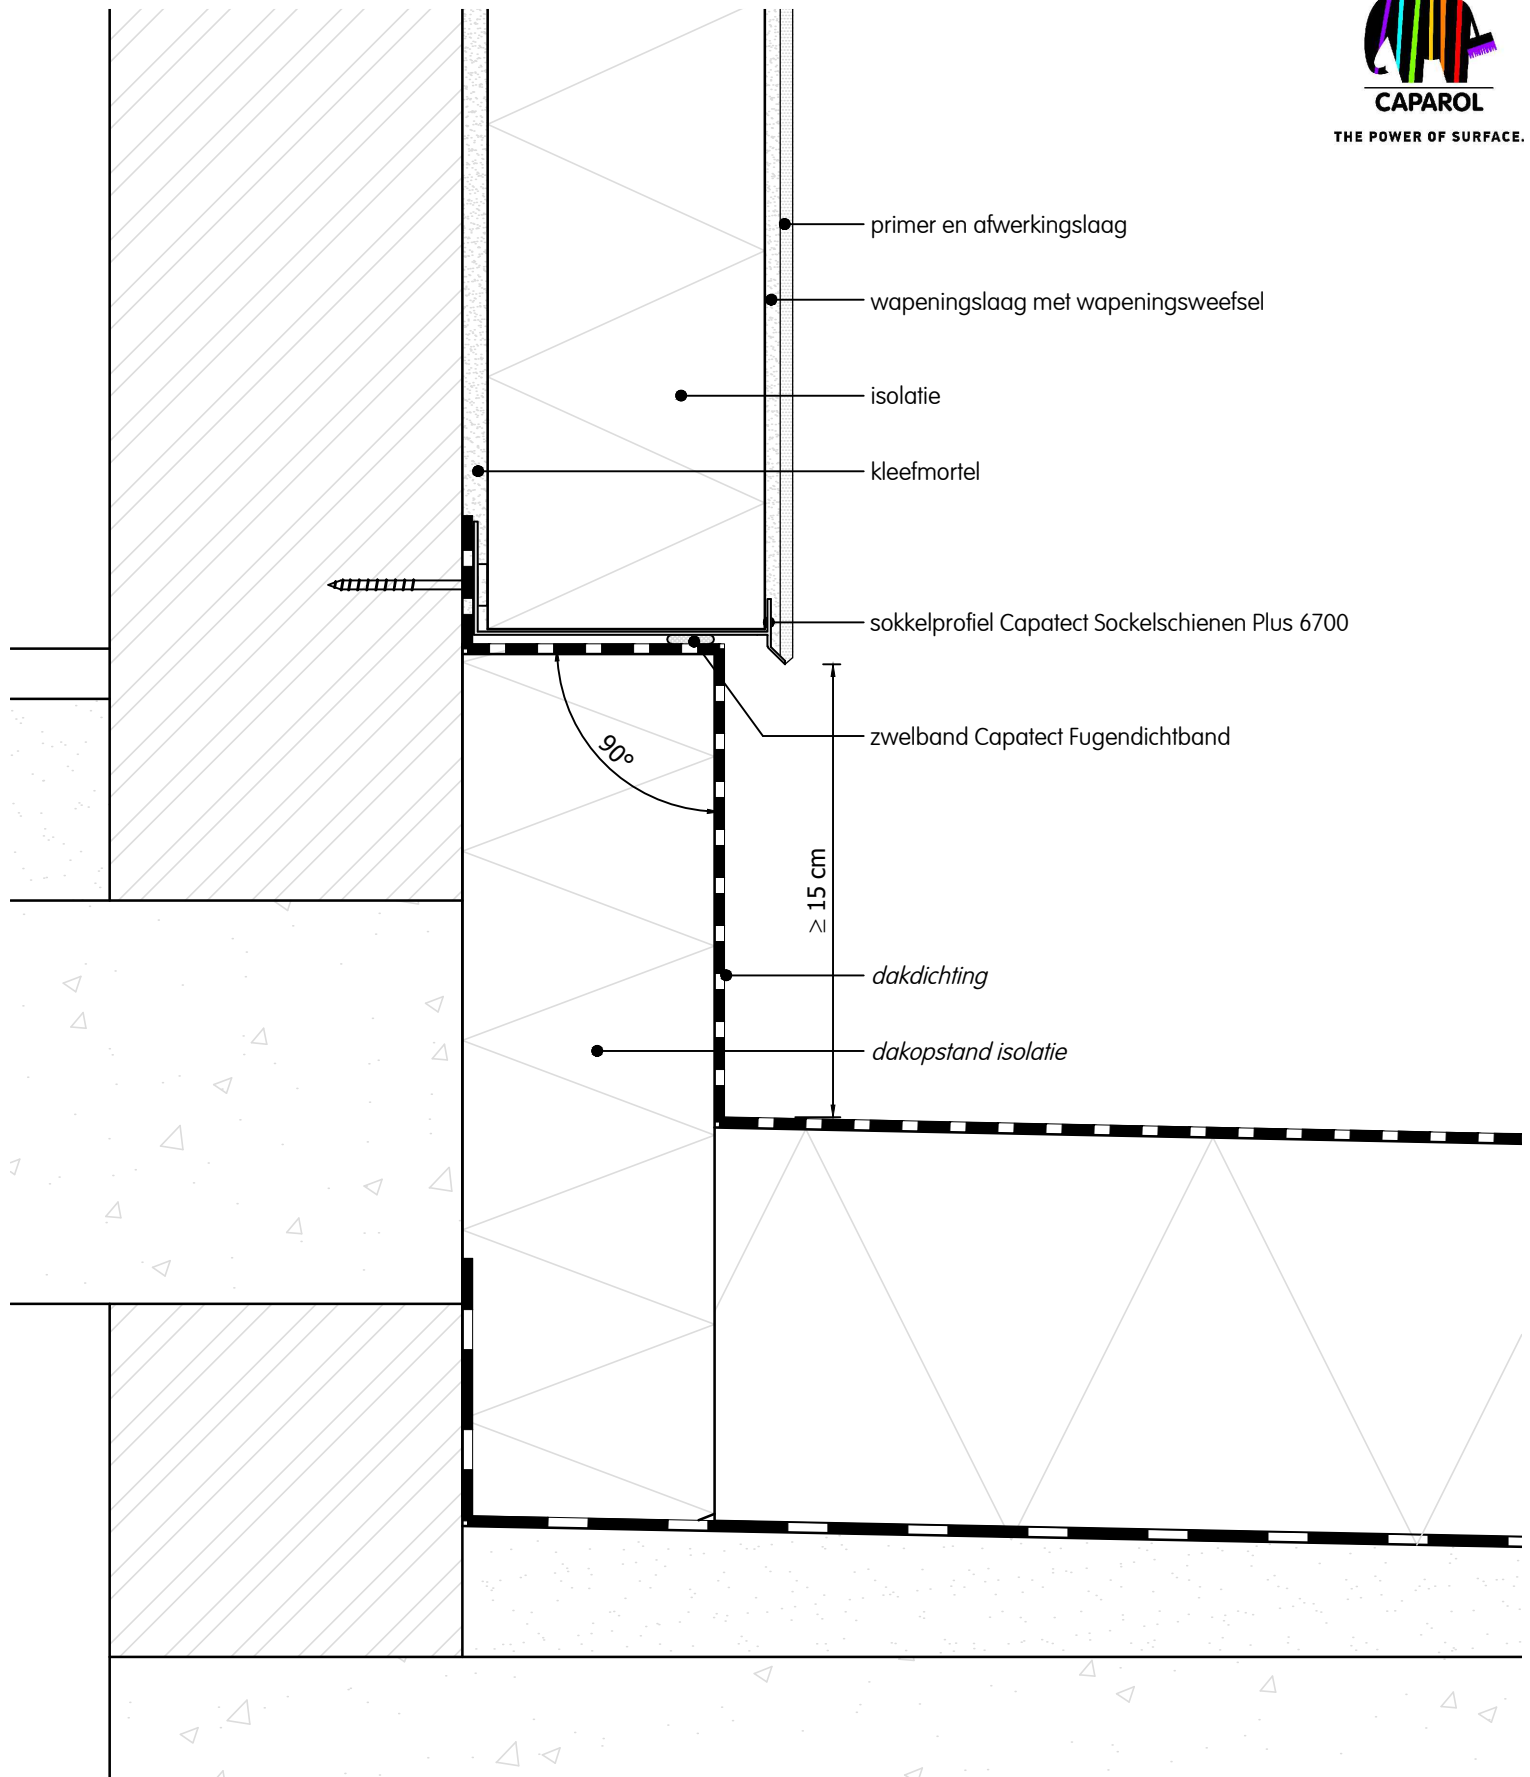 CAPAROL
THE POWER OF SURFACE.
primer en afwerkingslaag
wapeningslaag met wapeningsweefsel
isolatie
kleefmortel
sokkelprofiel Capatect Sockelschienen Plus 6700
zwelband Capatect Fugendichtband
90°
≥ 15 cm
dakdichting
dakopstand isolatie